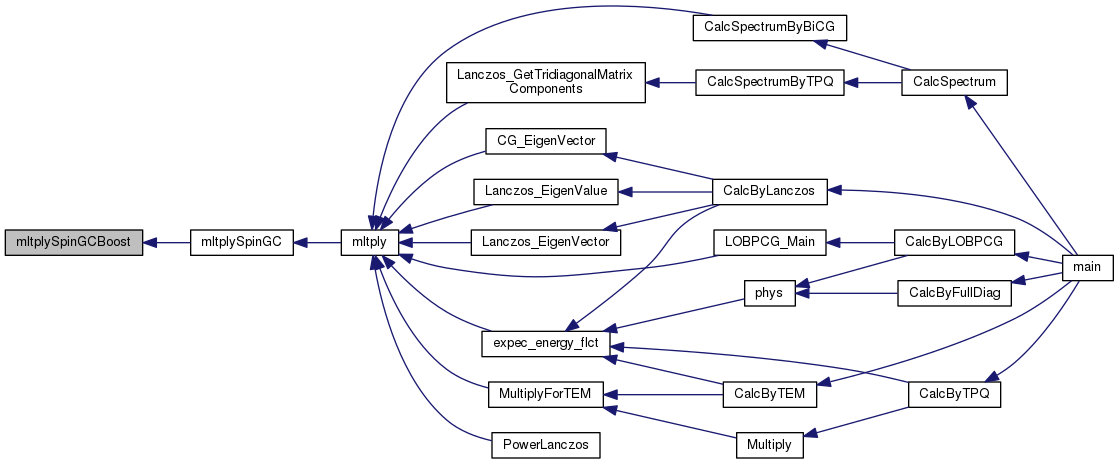 CalcSpectrumByBiCG
Lanczos_GetTridiagonalMatrix
Components
CalcSpectrumByTPQ
CalcSpectrum
CG_EigenVector
Lanczos_EigenValue
CalcByLanczos
mltplySpinGCBoost
mltplySpinGC
mltply
Lanczos_EigenVector
LOBPCG_Main
CalcByLOBPCG
main
phys
CalcByFullDiag
expec_energy_flct
MultiplyForTEM
CalcByTEM
CalcByTPQ
PowerLanczos
Multiply